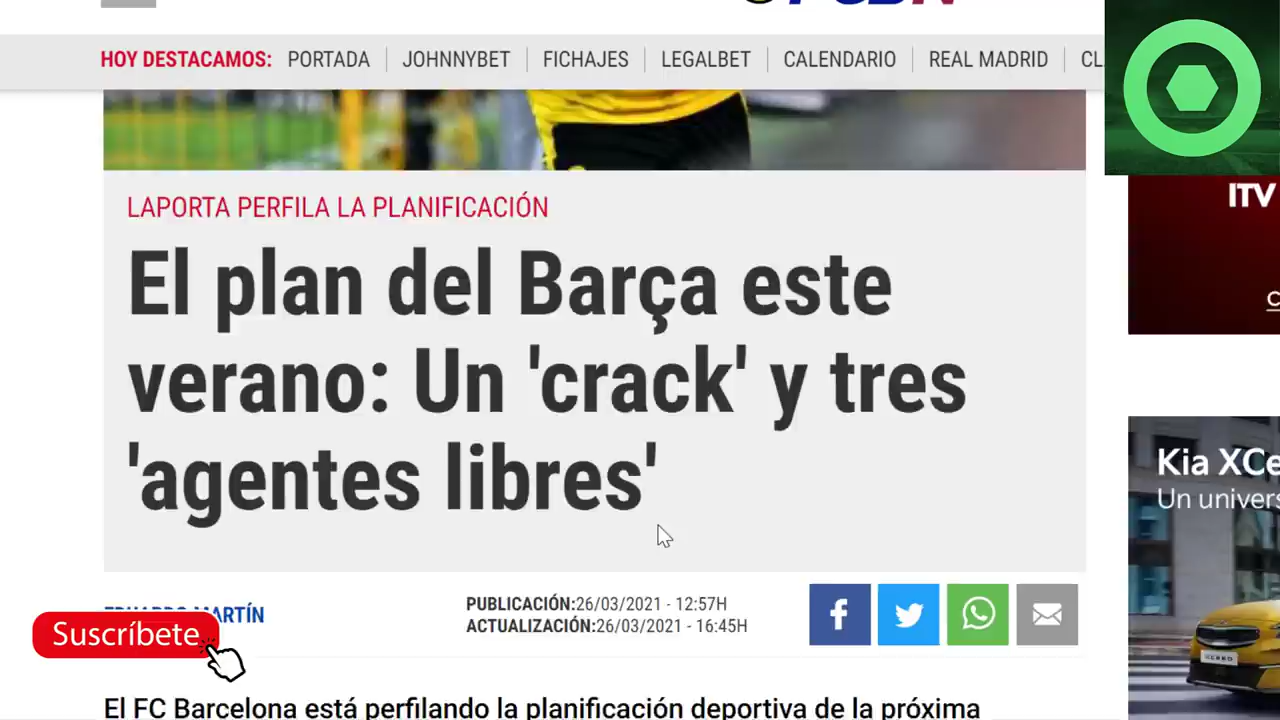 HOY DESTACAMOS: PORTADA JOHNNYBET FICHAJES LEGALBET CALENDARIO REAL MADRID
LAPORTA PERFILA LA PLANIFICACIÓN
El plan del Barça este
verano: Un 'crack' y tres
'agentes libres'
ITV
Kia XCe
Un univers
PUBLICACIÓN:26/03/2021 - 12:57H
ACTUALIZACIÓN:26/03/2021 - 16:45H
EDUARDO MARTÍN
Suscríbete
El FC Barcelona está perfilando la planificación deportiva de la próxima